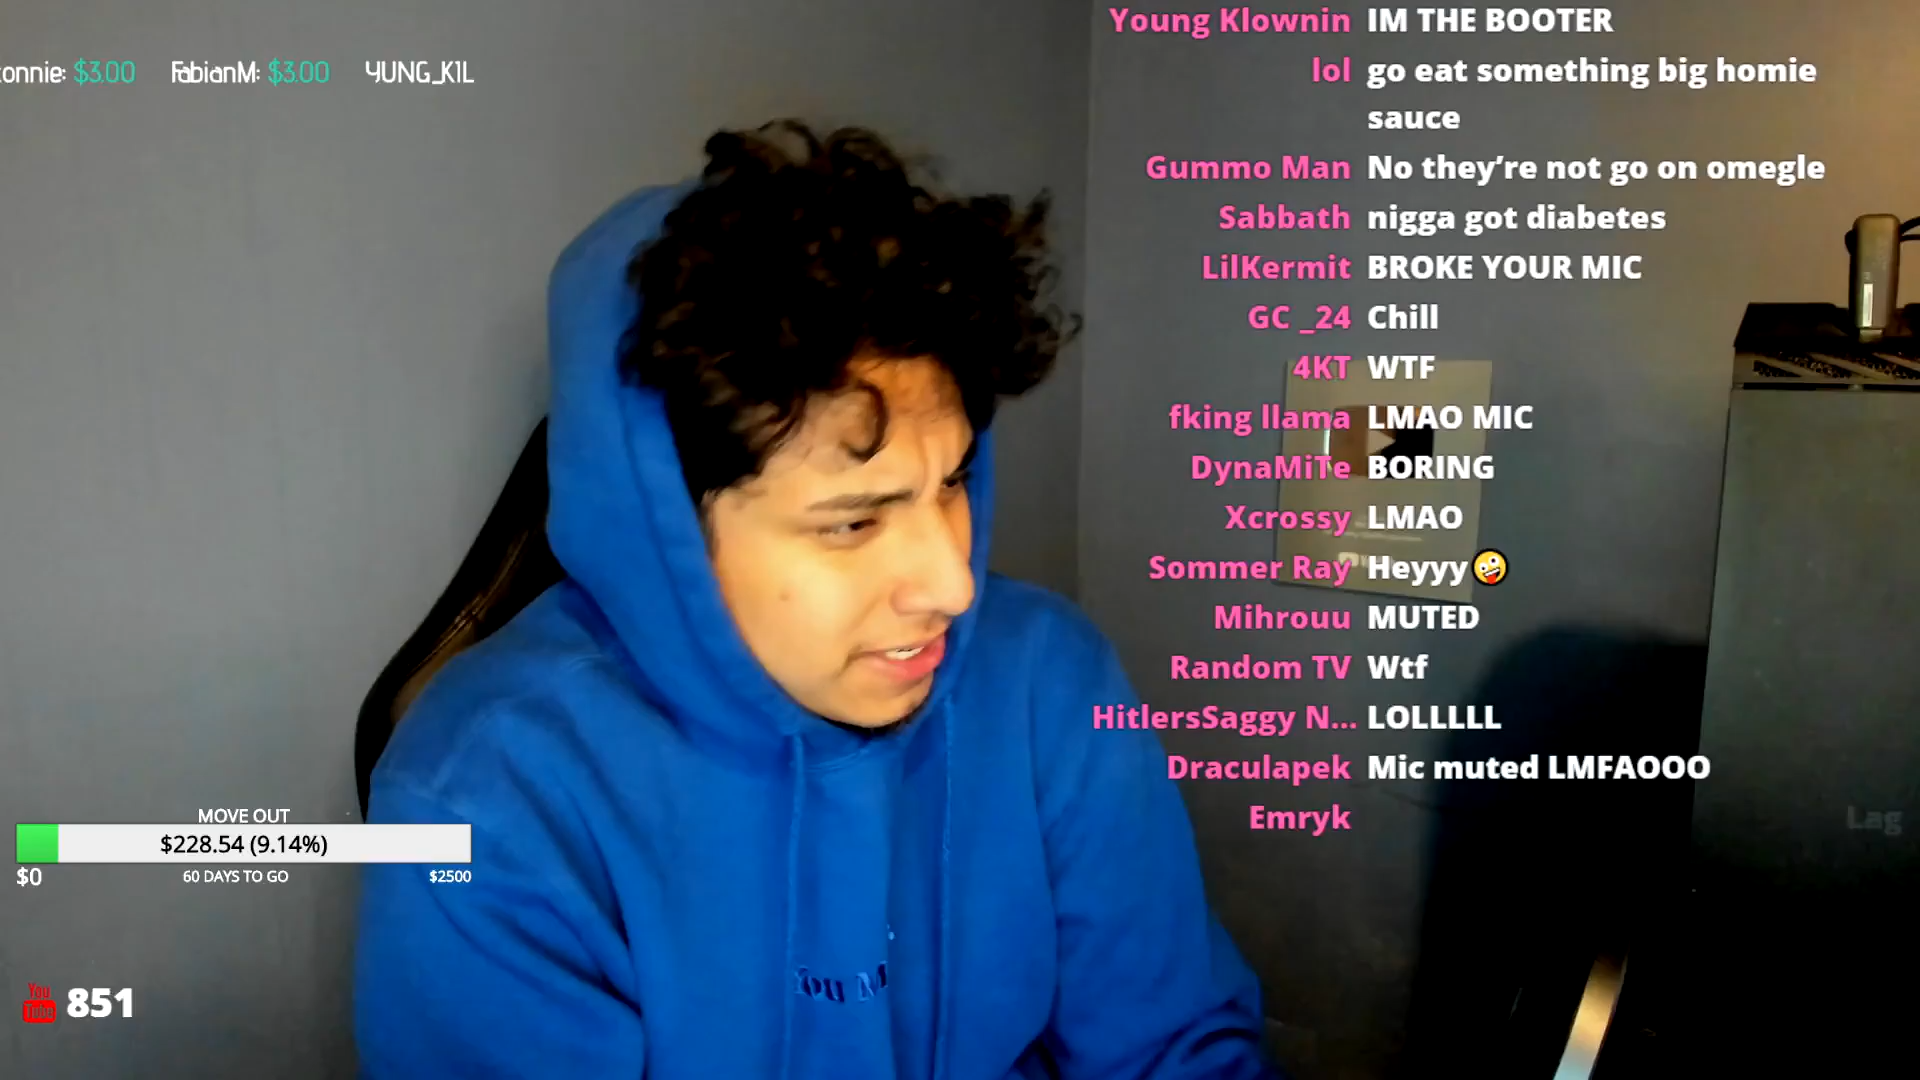 onnie: $3.00 FabianM: $3.00 YUNG_K1L
Young Klownin IM THE BOOTER
lol go eat something big homie
sauce
Gummo Man No they’re not go on omegle
Sabbath nigga got diabetes
LilKermit BROKE YOUR MIC
GC _24 Chill
4KT WTF
fking llama LMAO MIC
DynaMiTe BORING
Xcrossy LMAO
Sommer Ray Heyyy🤪
Mihrouu MUTED
Random TV Wtf
HitlersSaggy N... LOLLLLL
Draculapek Mic muted LMFAOOO
Emryk
Lag
MOVE OUT
$228.54 (9.14%)
$0 60 DAYS TO GO $2500
You M
You Tube 851